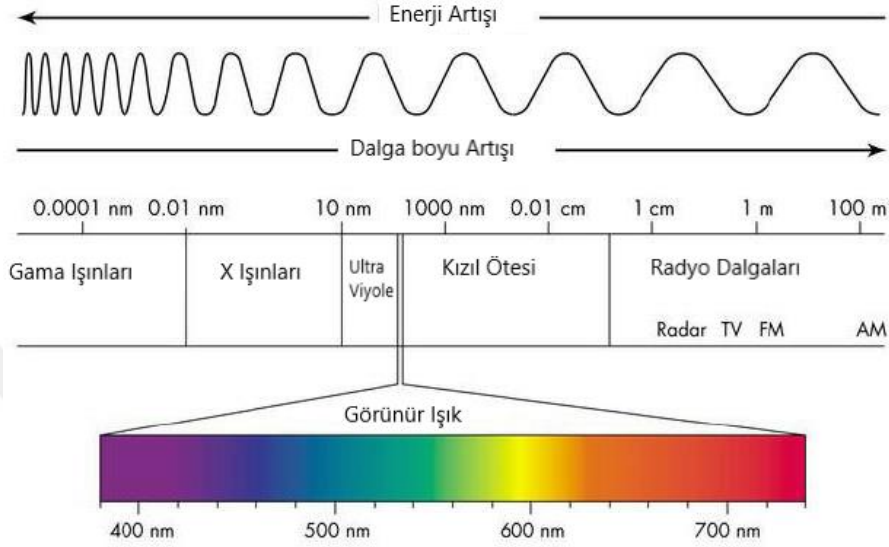 Enerji Artışı
Dalga boyu Artışı
0.0001 nm 0.01 nm 10 nm 1000 nm 0.01 cm 1 cm 1 m 100 m
Gama Işınları X Işınları Ultra Viyole Kızıl Ötesi Radyo Dalgaları
Radar TV FM AM
Görünür Işık
400 nm 500 nm 600 nm 700 nm